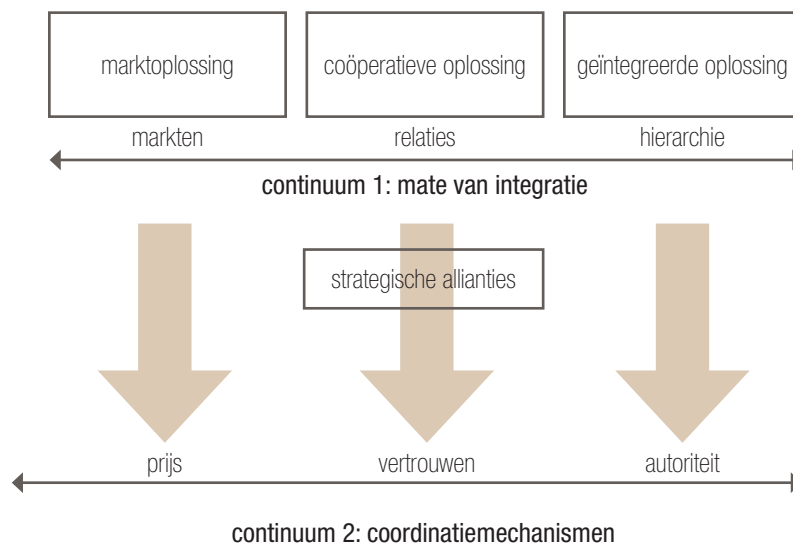 marktoplossing
coöperatieve oplossing
geïntegreerde oplossing
markten
relaties
hierarchie
continuum 1: mate van integratie
strategische allianties
prijs
vertrouwen
autoriteit
continuum 2: coordinatiemechanismen